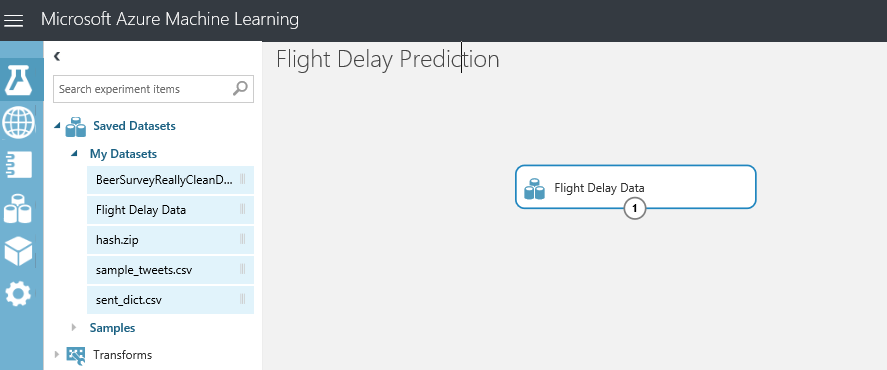 Microsoft Azure Machine Learning
Flight Delay Prediction
Search experiment items
Saved Datasets
My Datasets
BeerSurveyReallyCleanD...
Flight Delay Data
hash.zip
sample_tweets.csv
sent_dict.csv
Samples
Transforms
Flight Delay Data
1